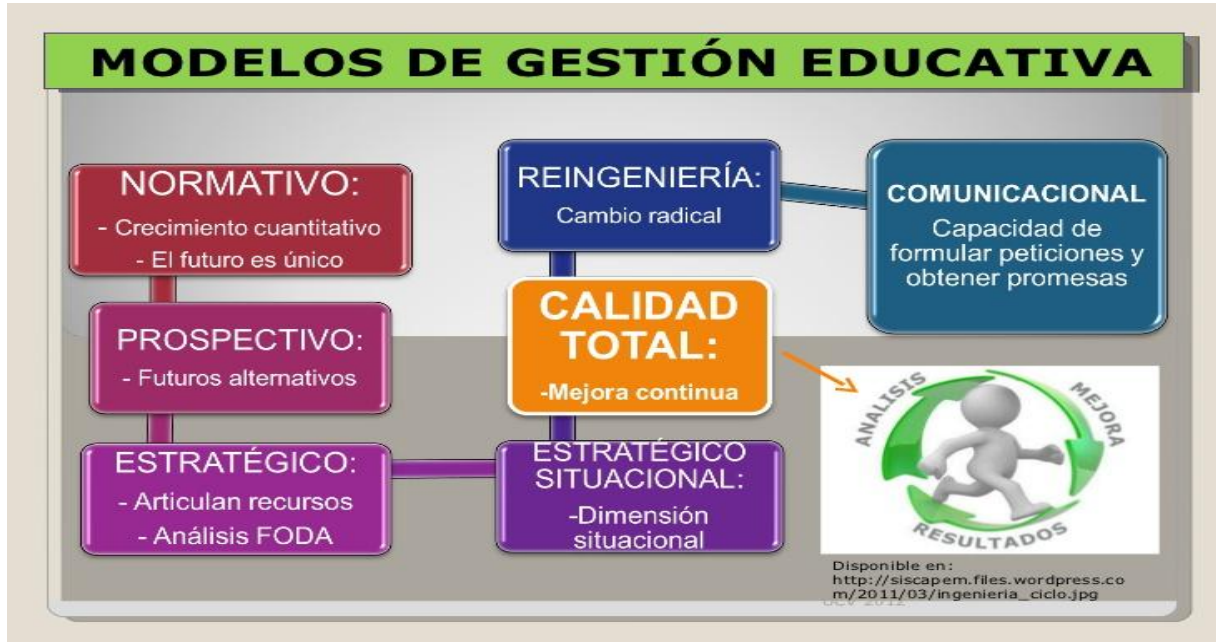 MODELOS DE GESTIÓN EDUCATIVA
NORMATIVO:
- Crecimiento cuantitativo
- El futuro es único
PROSPECTIVO:
- Futuros alternativos
ESTRATÉGICO:
- Articulan recursos
- Análisis FODA
ESTRATÉGICO
SITUACIONAL:
-Dimensión
situacional
CALIDAD
TOTAL:
-Mejora continua
REINGENIERÍA:
Cambio radical
COMUNICACIONAL
Capacidad de
formular peticiones y
obtener promesas
ANALISIS
MEJORA
RESULTADOS
Disponible en:
http://siscapem.files.wordpress.co
m/2011/03/ingenieria_ciclo.jpg
UCV 2012